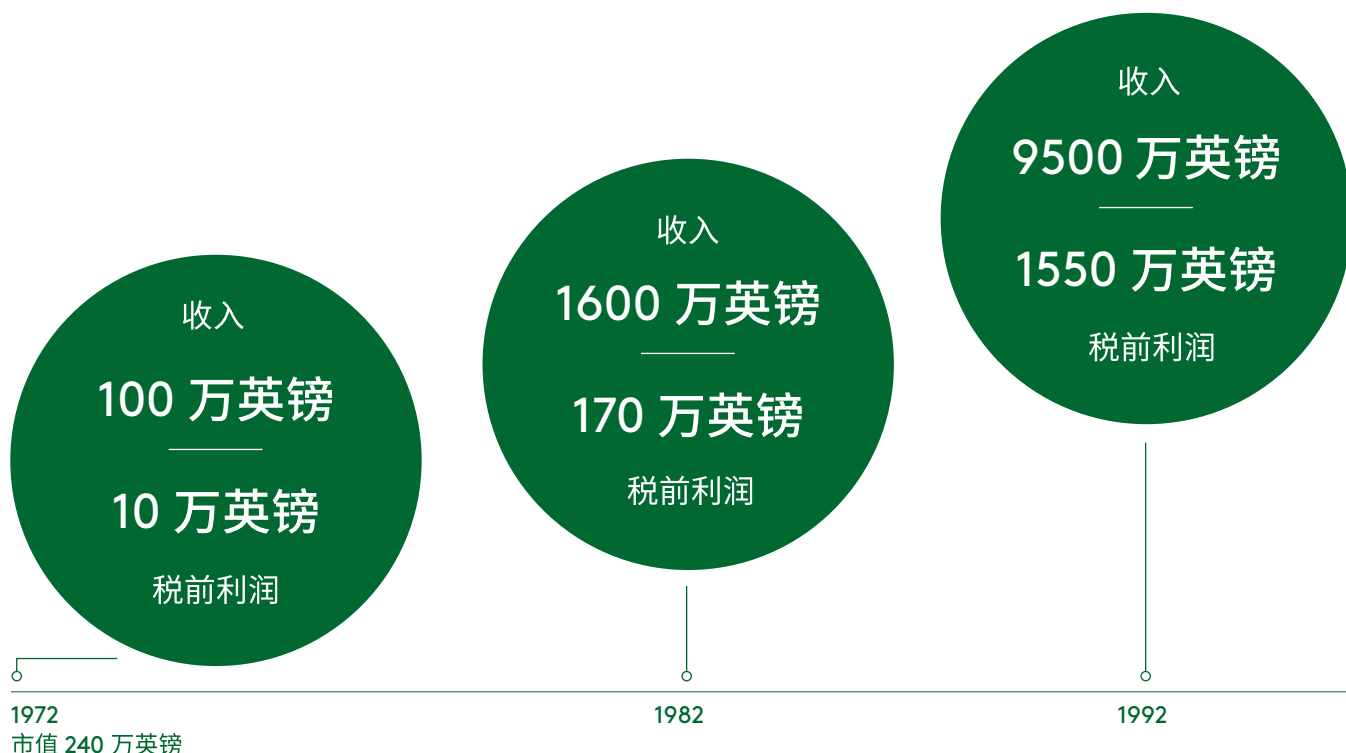 收入
100 万英镑
10 万英镑
税前利润
收入
1600 万英镑
170 万英镑
税前利润
收入
9500 万英镑
1550 万英镑
税前利润
1972
市值 240 万英镑
1982
1992